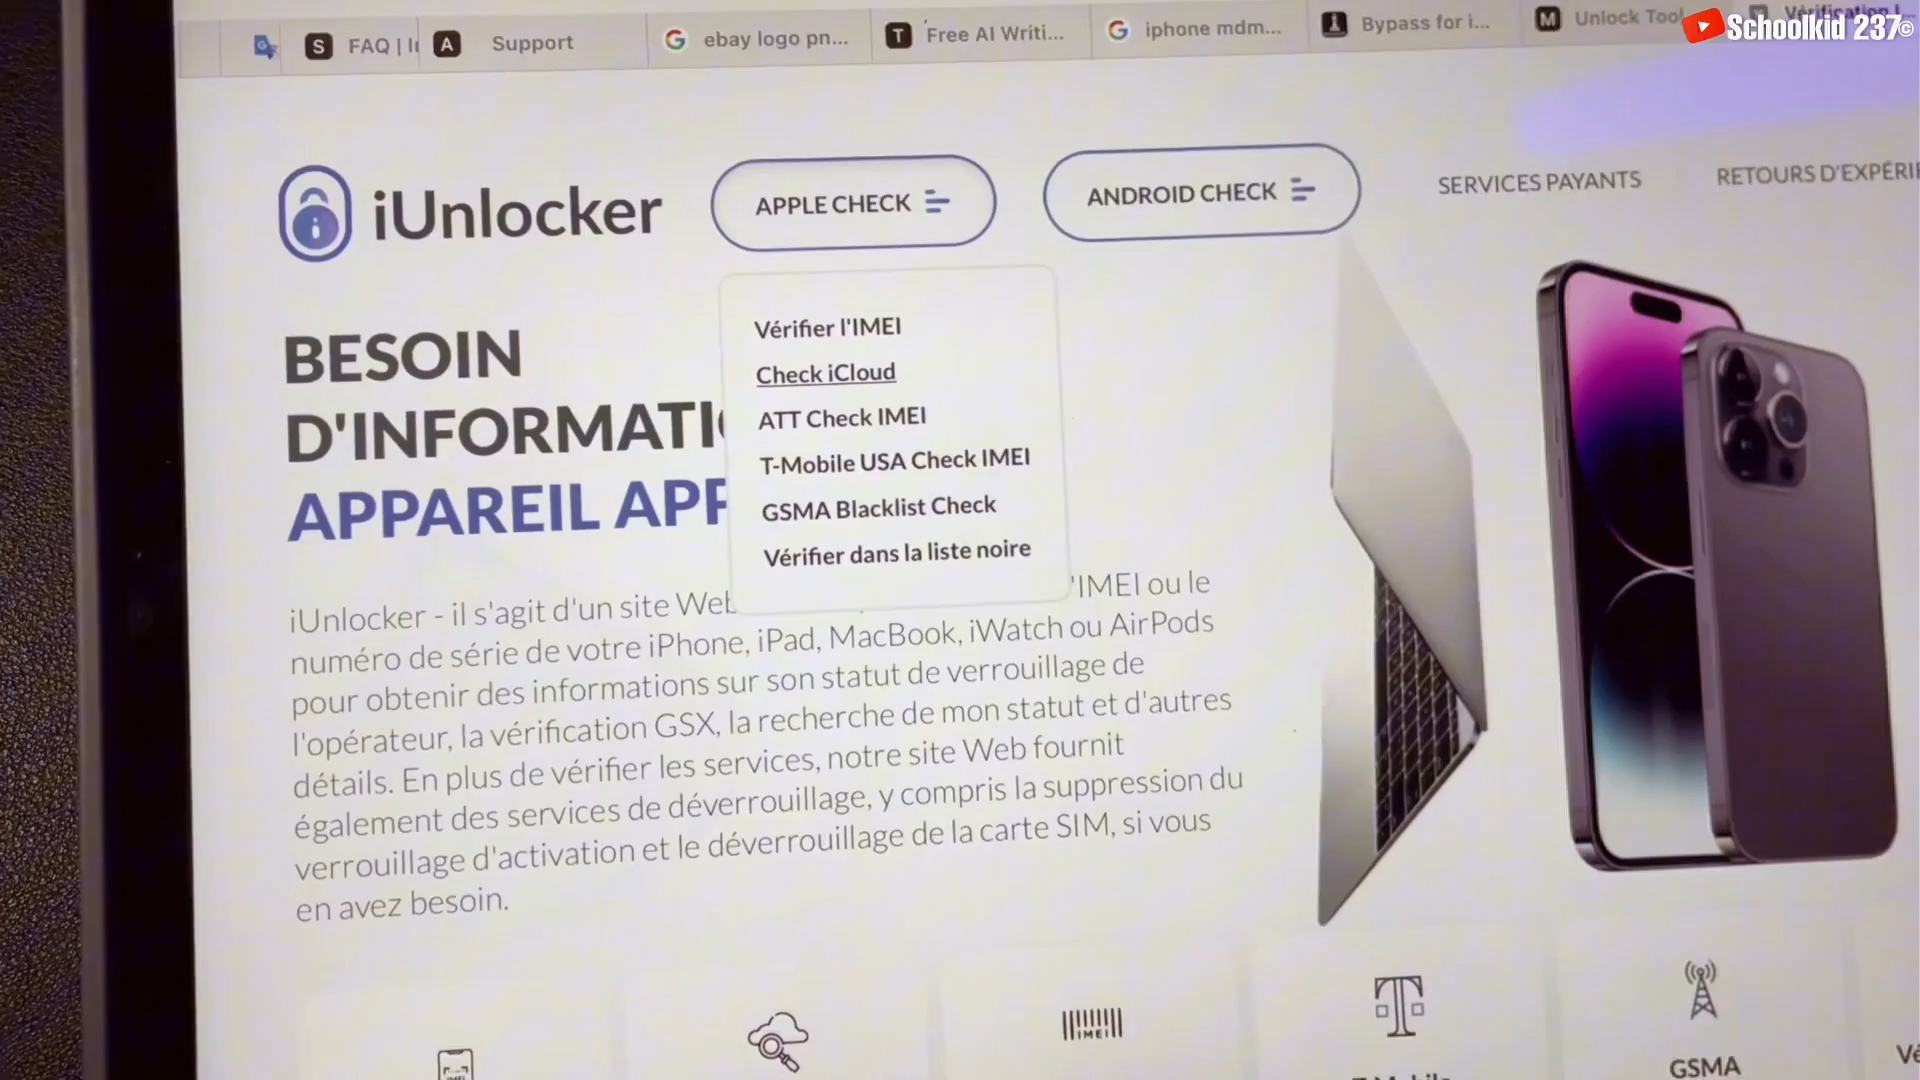 FAQ | I
Support
ebay logo pn...
Free AI Writi...
iphone mdm...
Bypass for i...
Unlock Tool
Schoolkid 237©
iUnlocker
APPLE CHECK
ANDROID CHECK
SERVICES PAYANTS
RETOURS D'EXPÉRI
Vérifier l'IMEI
Check iCloud
ATT Check IMEI
T-Mobile USA Check IMEI
GSMA Blacklist Check
Vérifier dans la liste noire
BESOIN
D'INFORMATI
APPAREIL APP
iUnlocker - il s'agit d'un site Web 'IMEI ou le
numéro de série de votre iPhone, iPad, MacBook, iWatch ou AirPods
pour obtenir des informations sur son statut de verrouillage de
l'opérateur, la vérification GSX, la recherche de mon statut et d'autres
détails. En plus de vérifier les services, notre site Web fournit
également des services de déverrouillage, y compris la suppression du
verrouillage d'activation et le déverrouillage de la carte SIM, si vous
en avez besoin.
IMEI
IMEI
GSMA
Vé